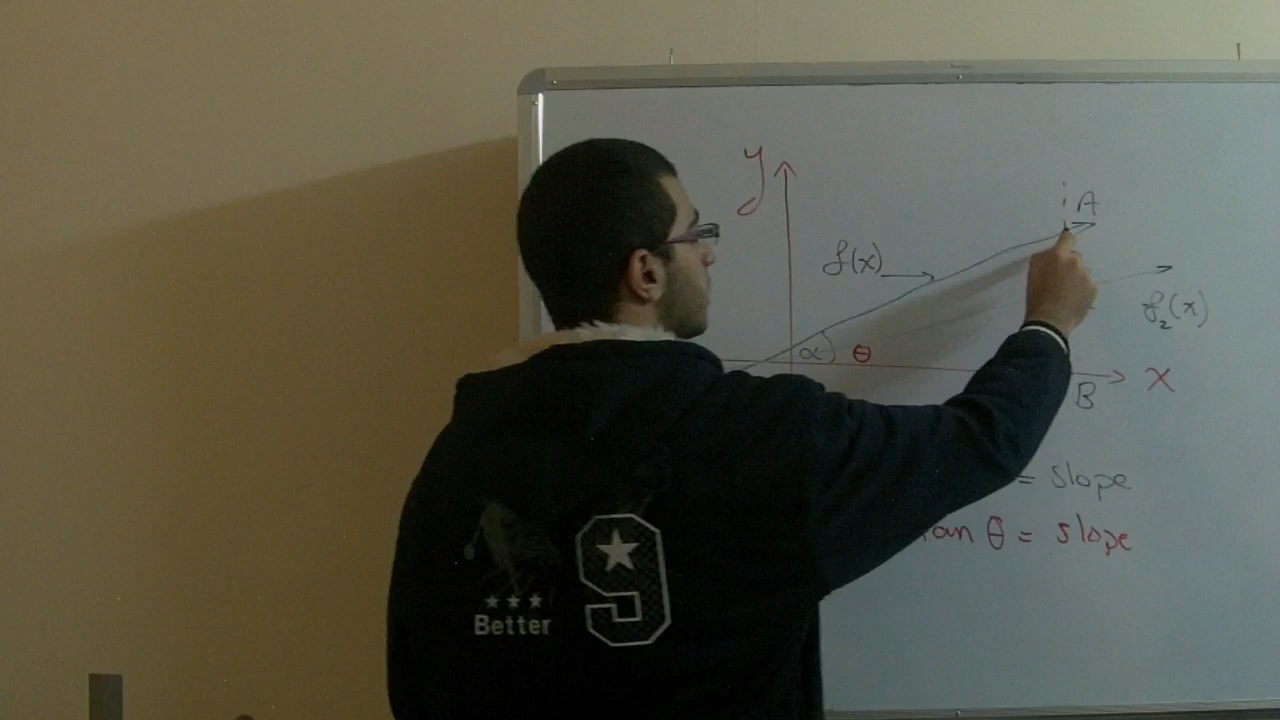 y
A
f(x)
f₂(x)
α θ
x
B
= slope
tan θ = slope
Better
9